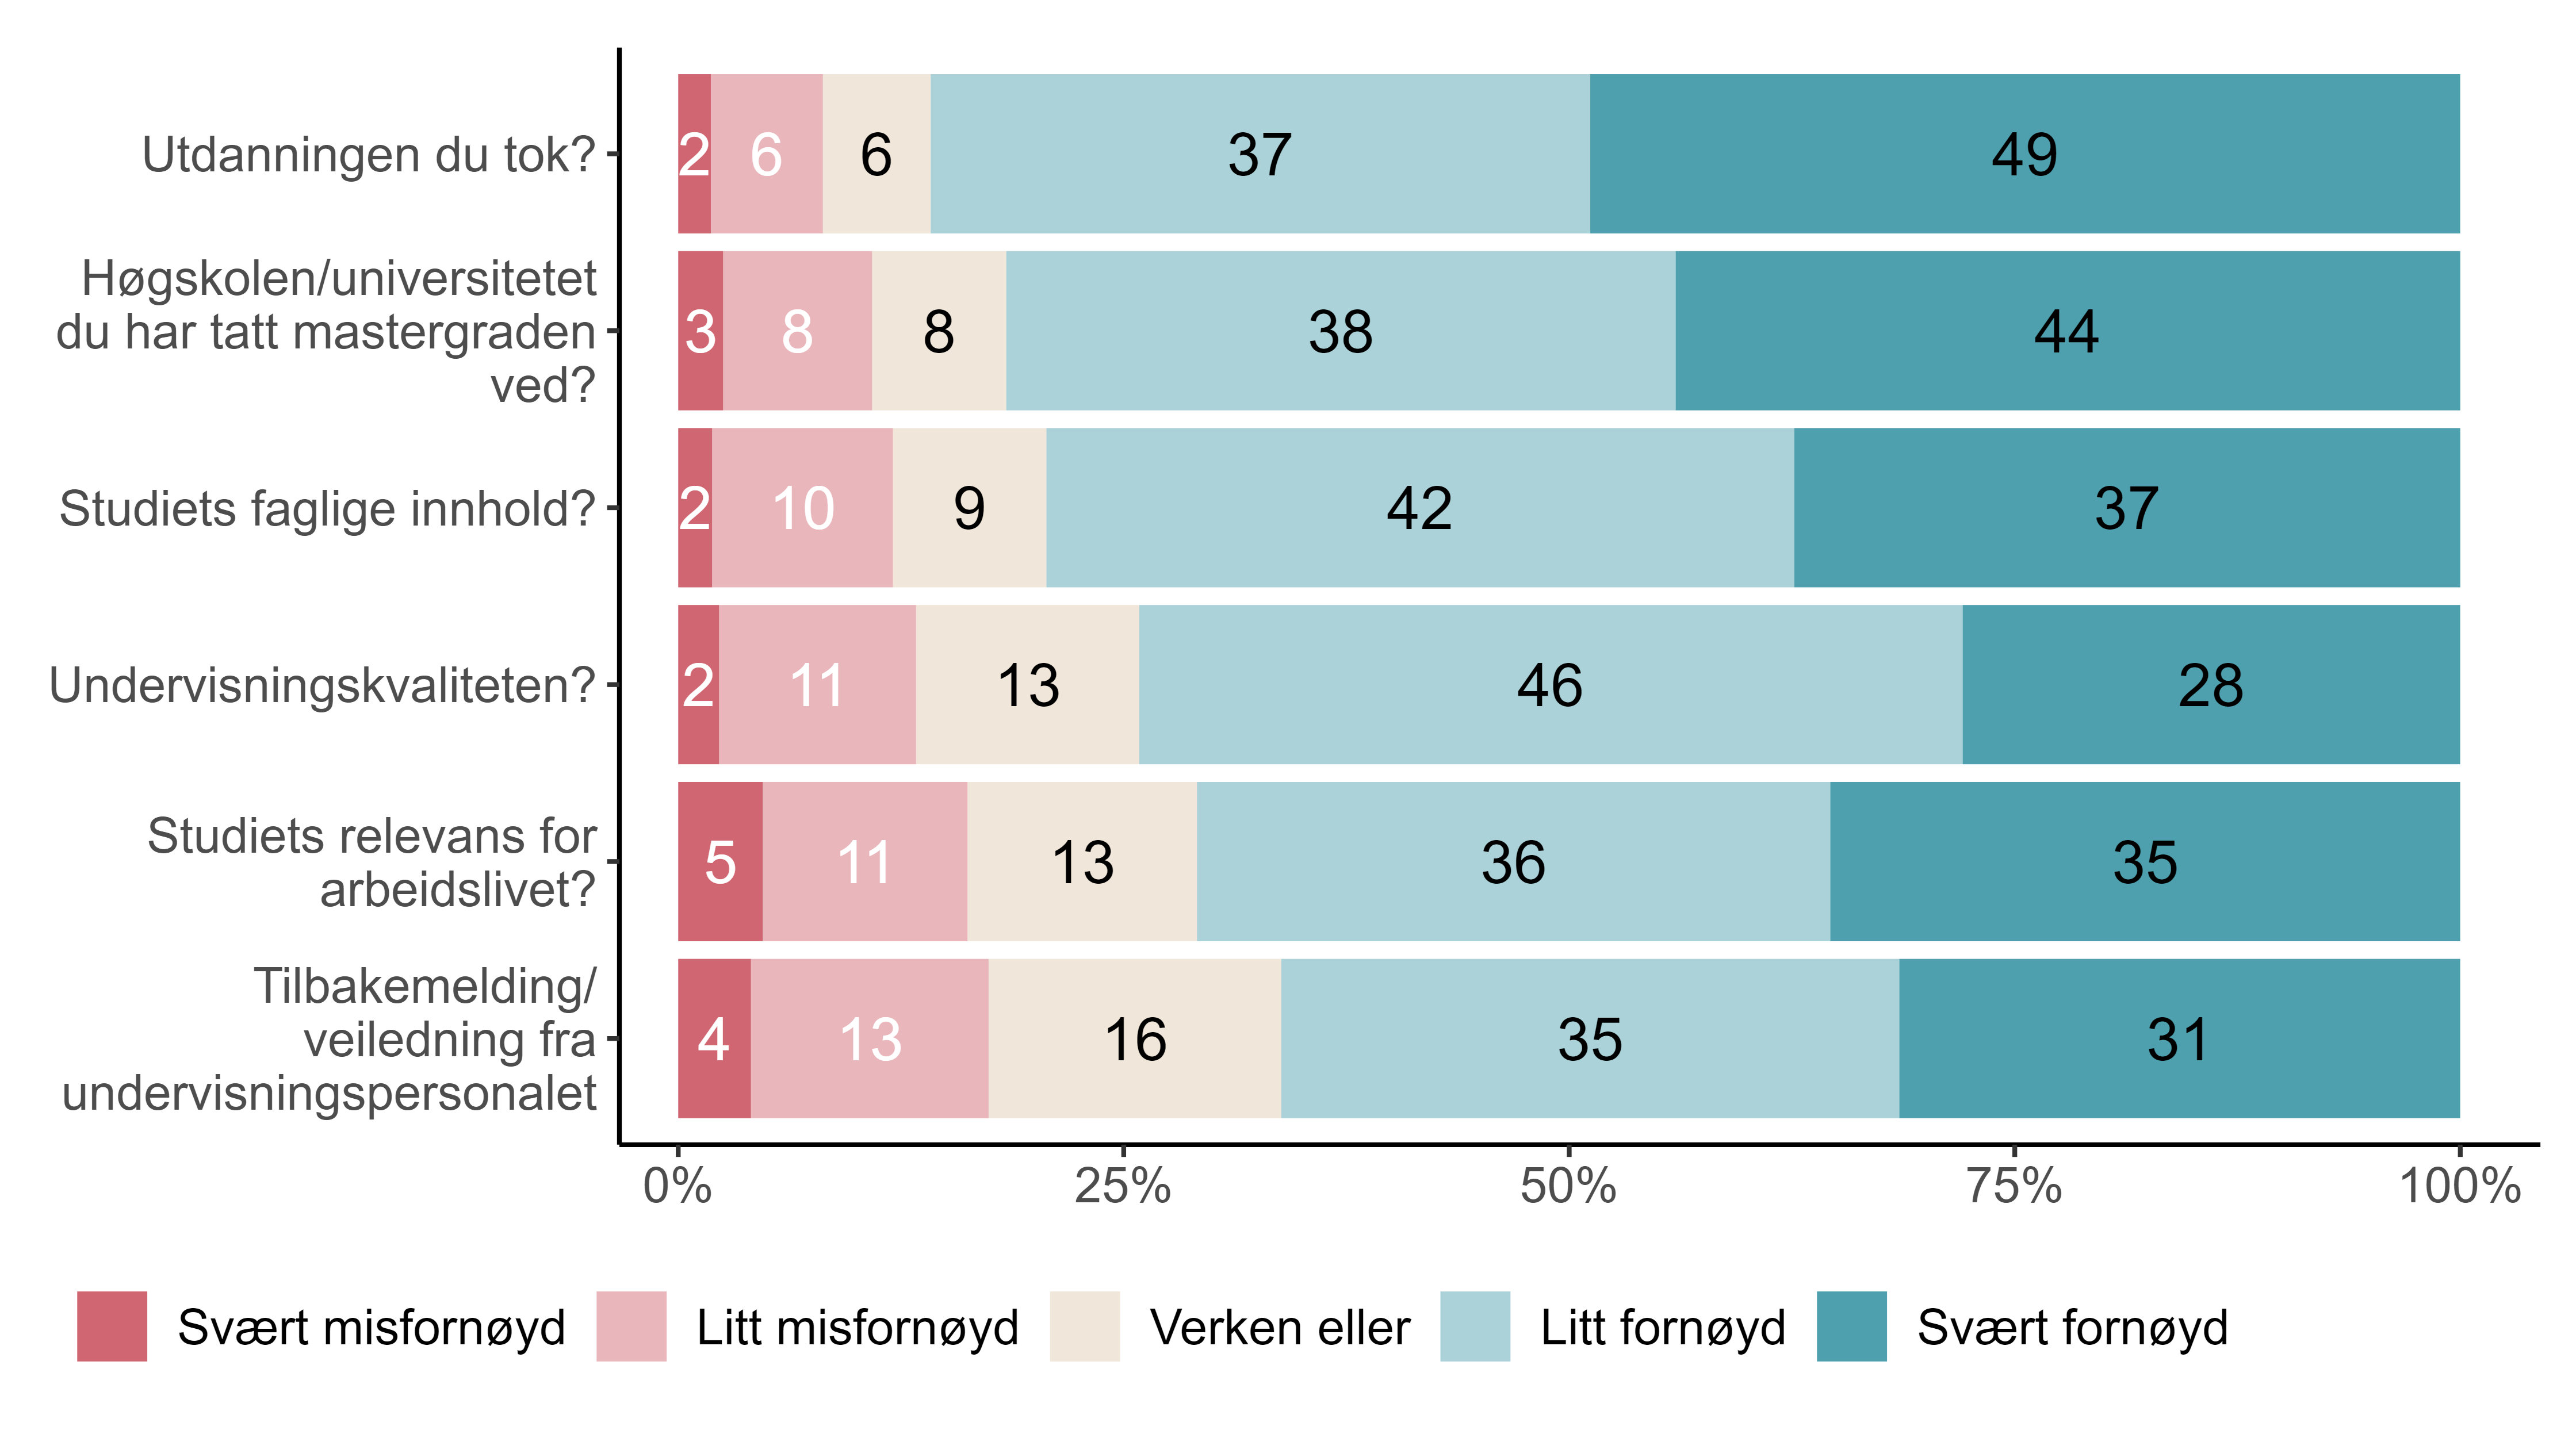 Utdanningen du tok?
2 6 6 37 49
Høgskolen/universitetet
du har tatt mastergraden
ved?
3 8 8 38 44
Studiets faglige innhold?
2 10 9 42 37
Undervisningskvaliteten?
2 11 13 46 28
Studiets relevans for
arbeidslivet?
5 11 13 36 35
Tilbakemelding/
veiledning fra
undervisningspersonalet
4 13 16 35 31
0% 25% 50% 75% 100%
Svært misfornøyd Litt misfornøyd Verken eller Litt fornøyd Svært fornøyd